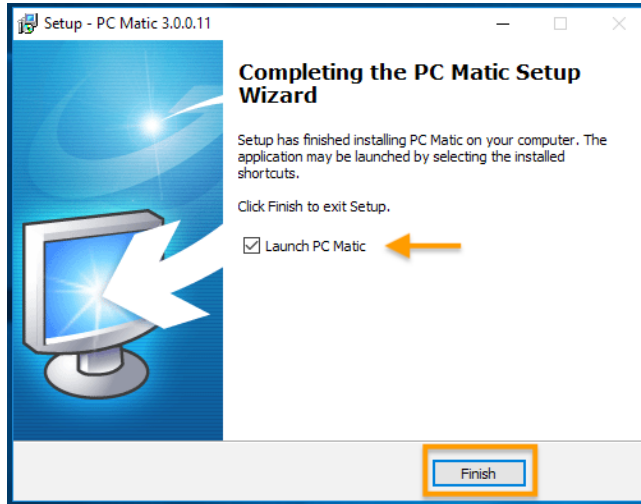 Setup - PC Matic 3.0.0.11
Completing the PC Matic Setup
Wizard
Setup has finished installing PC Matic on your computer. The
application may be launched by selecting the installed
shortcuts.
Click Finish to exit Setup.
Launch PC Matic
Finish